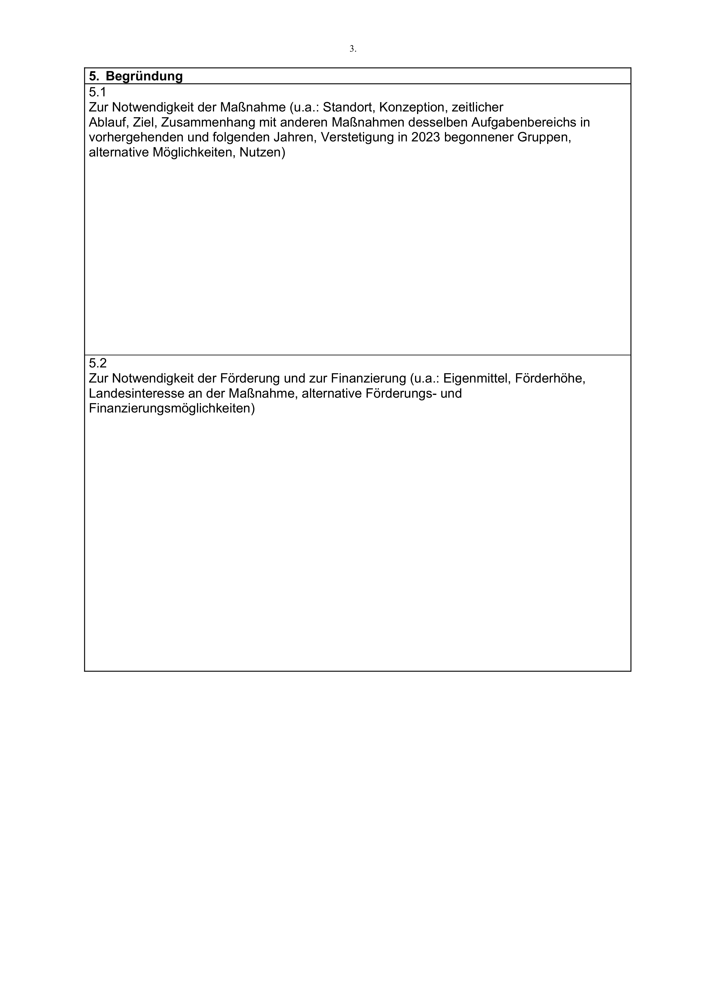 3.
5. Begründung
5.1
Zur Notwendigkeit der Maßnahme (u.a.: Standort, Konzeption, zeitlicher
Ablauf, Ziel, Zusammenhang mit anderen Maßnahmen desselben Aufgabenbereichs in
vorhergehenden und folgenden Jahren, Verstetigung in 2023 begonnener Gruppen,
alternative Möglichkeiten, Nutzen)
5.2
Zur Notwendigkeit der Förderung und zur Finanzierung (u.a.: Eigenmittel, Förderhöhe,
Landesinteresse an der Maßnahme, alternative Förderungs- und
Finanzierungsmöglichkeiten)